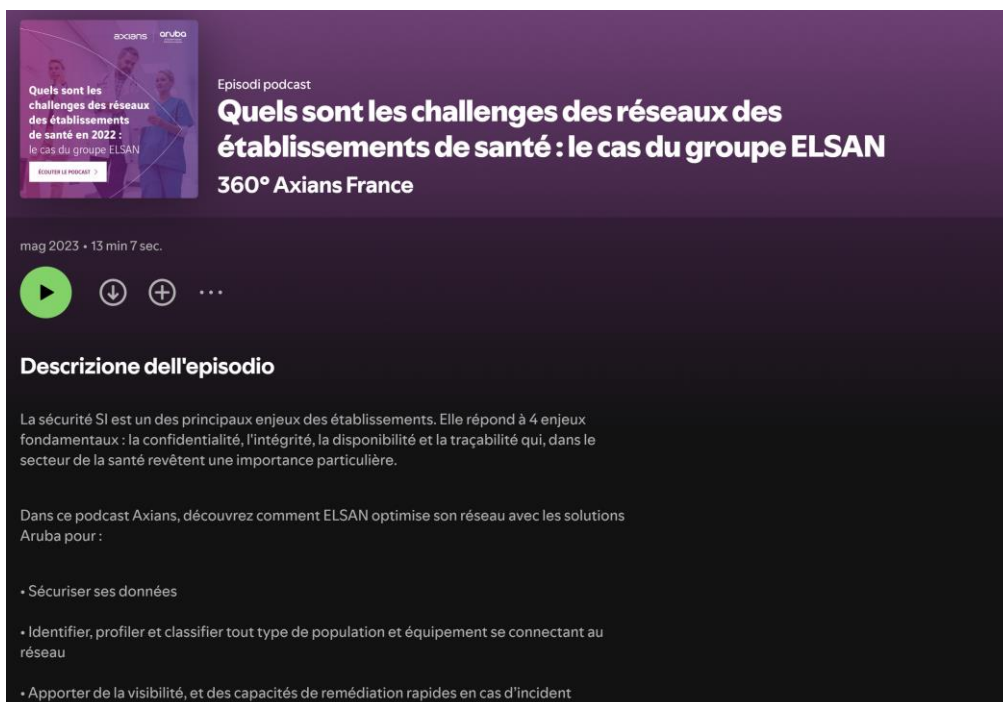 axians
aruba
Quels sont les
challenges des réseaux
des établissements
de santé en 2022 :
le cas du groupe ELSAN
ÉCOUTER LE PODCAST >
Episodi podcast
Quels sont les challenges des réseaux des
établissements de santé : le cas du groupe ELSAN
360° Axians France
mag 2023 • 13 min 7 sec.
Descrizione dell'episodio
La sécurité SI est un des principaux enjeux des établissements. Elle répond à 4 enjeux
fondamentaux : la confidentialité, l'intégrité, la disponibilité et la traçabilité qui, dans le
secteur de la santé revêtent une importance particulière.
Dans ce podcast Axians, découvrez comment ELSAN optimise son réseau avec les solutions
Aruba pour :
• Sécuriser ses données
• Identifier, profiler et classifier tout type de population et équipement se connectant au
réseau
• Apporter de la visibilité, et des capacités de remédiation rapides en cas d'incident